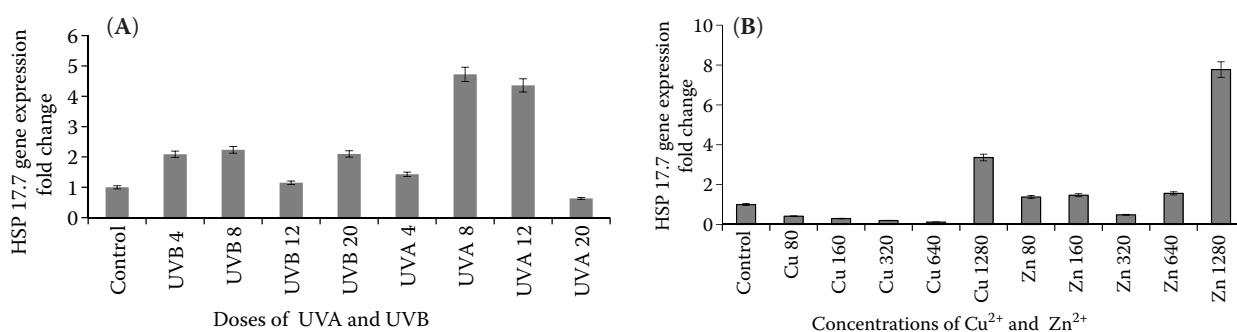 (A)
HSP 17.7 gene expression
fold change
6
5
4
3
2
1
0
Control
UVB 4
UVB 8
UVB 12
UVB 20
UVA 4
UVA 8
UVA 12
UVA 20
Doses of UVA and UVB
(B)
HSP 17.7 gene expression
fold change
10
8
6
4
2
0
Control
Cu 80
Cu 160
Cu 320
Cu 640
Cu 1280
Zn 80
Zn 160
Zn 320
Zn 640
Zn 1280
Concentrations of Cu²⁺ and Zn²⁺